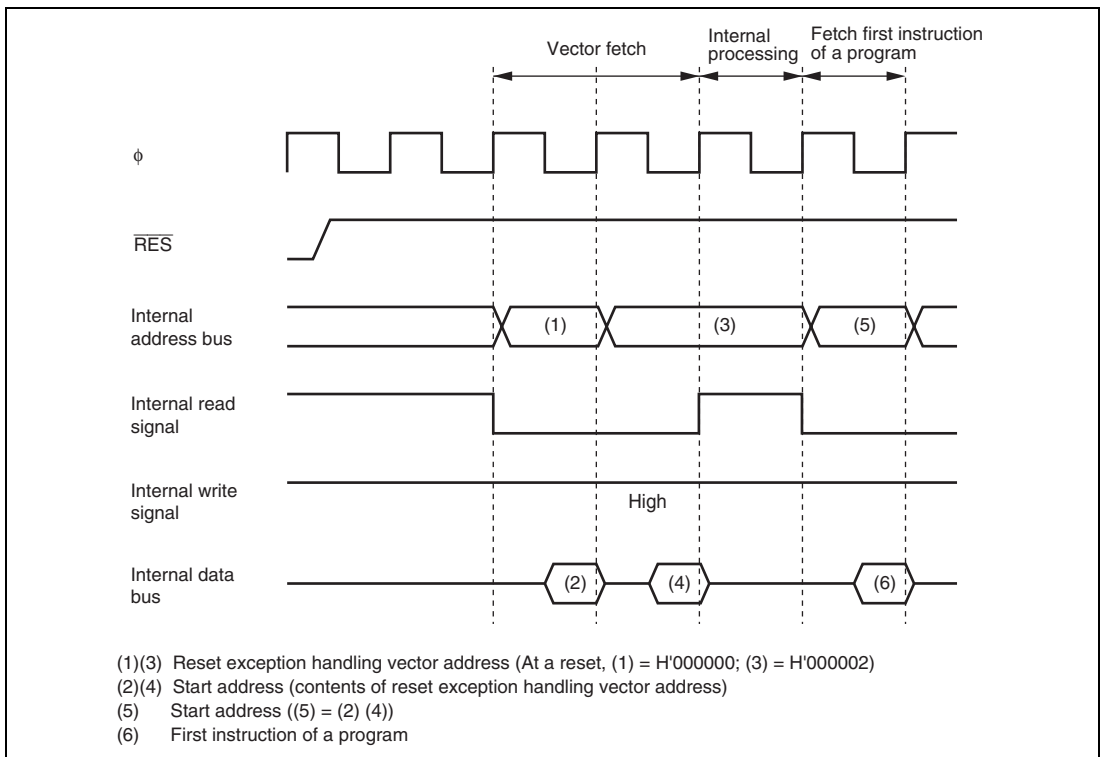 Vector fetch
Internal
processing
Fetch first instruction
of a program
ϕ
RES
Internal
address bus
(1)
(3)
(5)
Internal read
signal
Internal write
signal
High
Internal data
bus
(2)
(4)
(6)
(1)(3) Reset exception handling vector address (At a reset, (1) = H'000000; (3) = H'000002)
(2)(4) Start address (contents of reset exception handling vector address)
(5) Start address ((5) = (2) (4))
(6) First instruction of a program